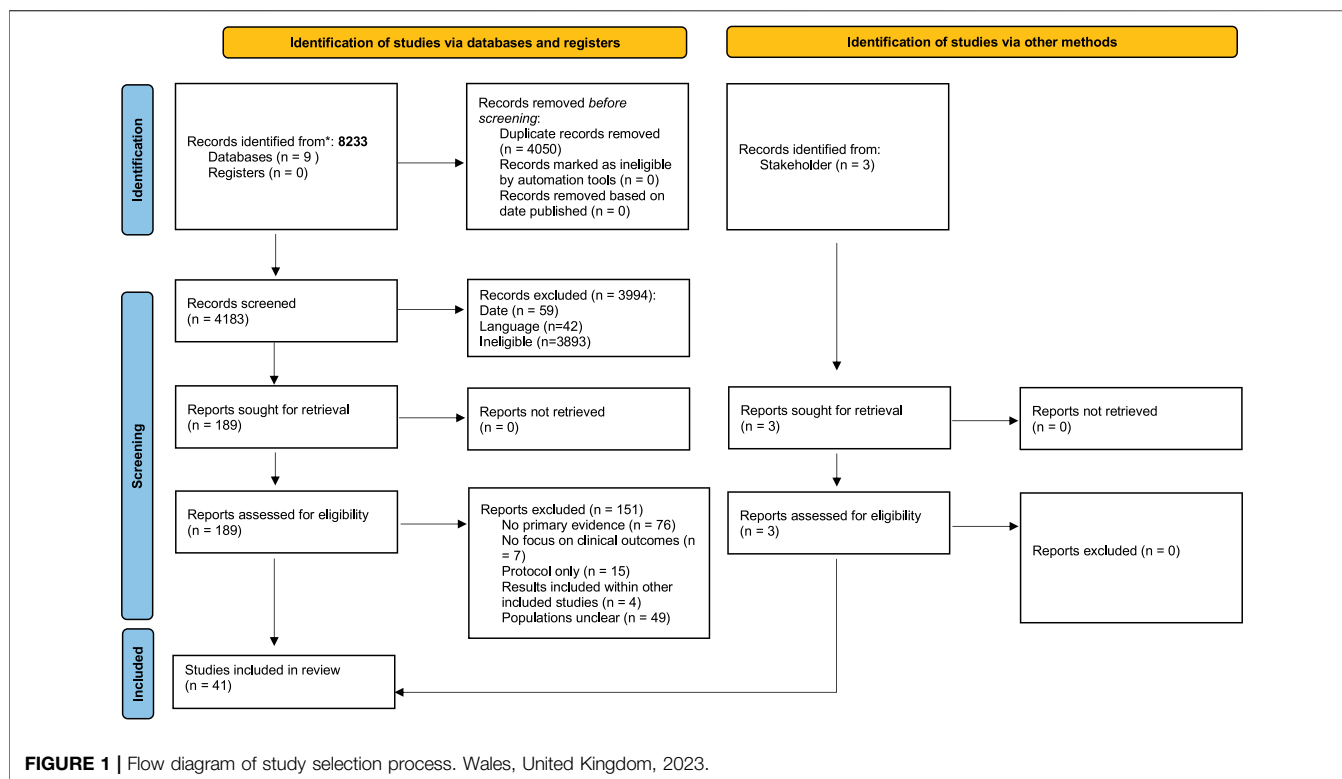 Identification of studies via databases and registers
Identification of studies via other methods
Identification
Records identified from*: 8233
Databases (n = 9 )
Registers (n = 0)
Records removed before
screening:
Duplicate records removed
(n = 4050)
Records marked as ineligible
by automation tools (n = 0)
Records removed based on
date published (n = 0)
Records identified from:
Stakeholder (n = 3)
Screening
Records screened
(n = 4183)
Records excluded (n = 3994):
Date (n = 59)
Language (n=42)
Ineligible (n=3893)
Reports sought for retrieval
(n = 189)
Reports not retrieved
(n = 0)
Reports sought for retrieval
(n = 3)
Reports not retrieved
(n = 0)
Reports assessed for eligibility
(n = 189)
Reports excluded (n = 151)
No primary evidence (n = 76)
No focus on clinical outcomes (n
= 7)
Protocol only (n = 15)
Results included within other
included studies (n = 4)
Populations unclear (n = 49)
Reports assessed for eligibility
(n = 3)
Reports excluded (n = 0)
Included
Studies included in review
(n = 41)
FIGURE 1 | Flow diagram of study selection process. Wales, United Kingdom, 2023.